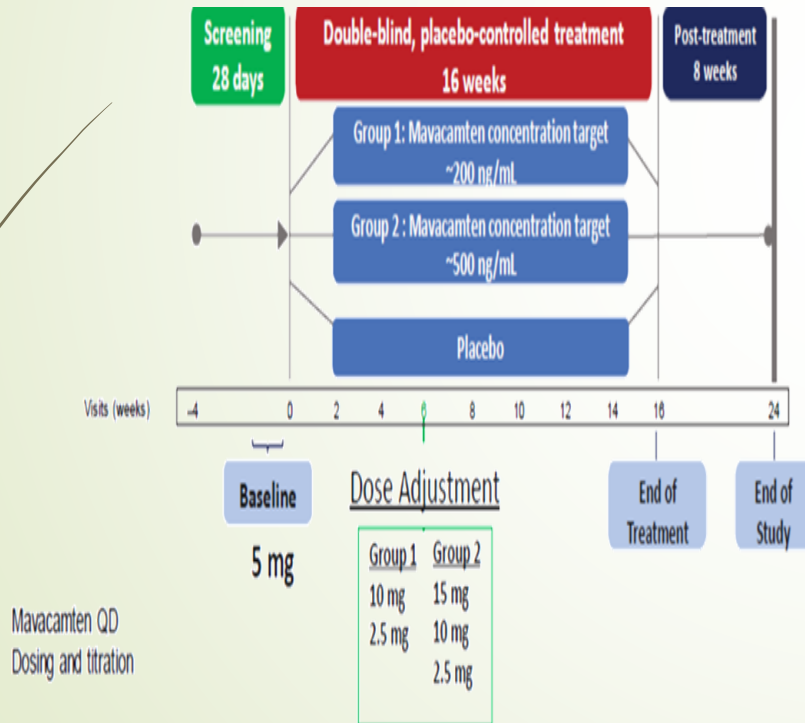 Screening
28 days
Double-blind, placebo-controlled treatment
16 weeks
Post-treatment
8 weeks
Group 1: Mavacamten concentration target
~200 ng/mL
Group 2 : Mavacamten concentration target
~500 ng/mL
Placebo
Visits (weeks) –4 0 2 4 6 8 10 12 14 16 24
Baseline
5 mg
Dose Adjustment
Group 1 Group 2
10 mg 15 mg
2.5 mg 10 mg
2.5 mg
End of
Treatment
End of
Study
Mavacamten QD
Dosing and titration